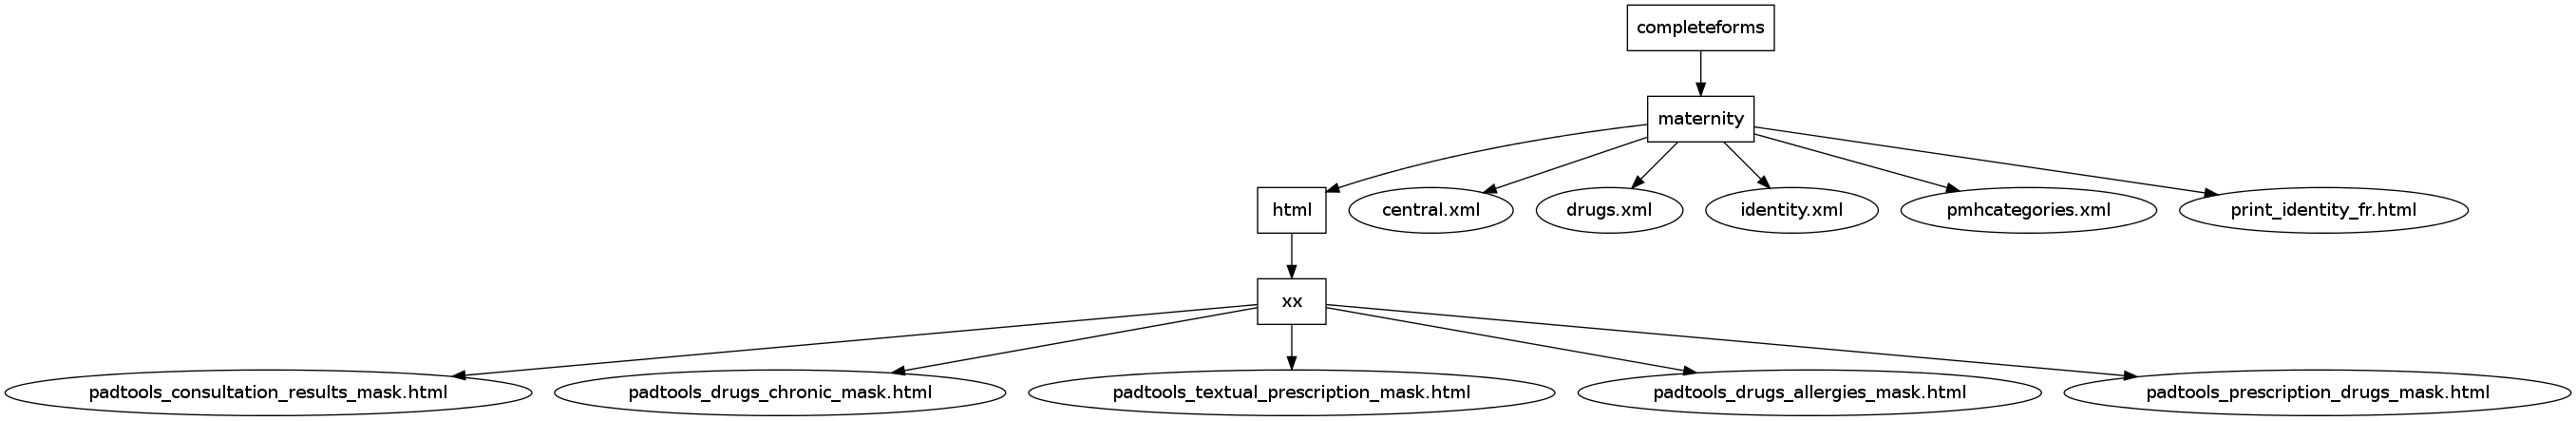 completeforms
maternity
html
central.xml
drugs.xml
identity.xml
pmhcategories.xml
print_identity_fr.html
xx
padtools_consultation_results_mask.html
padtools_drugs_chronic_mask.html
padtools_textual_prescription_mask.html
padtools_drugs_allergies_mask.html
padtools_prescription_drugs_mask.html